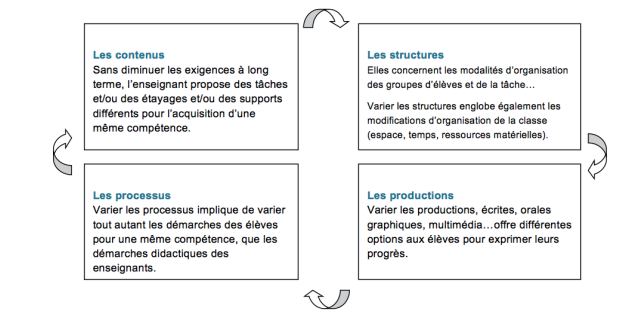 Les contenus
Sans diminuer les exigences à long
terme, l'enseignant propose des tâches
et/ou des étayages et/ou des supports
différents pour l'acquisition d'une
même compétence.
Les structures
Elles concernent les modalités d'organisation
des groupes d'élèves et de la tâche…
Varier les structures englobe également les
modifications d'organisation de la classe
(espace, temps, ressources matérielles).
Les processus
Varier les processus implique de varier
tout autant les démarches des élèves
pour une même compétence, que les
démarches didactiques des
enseignants.
Les productions
Varier les productions, écrites, orales
graphiques, multimédia…offre différentes
options aux élèves pour exprimer leurs
progrès.